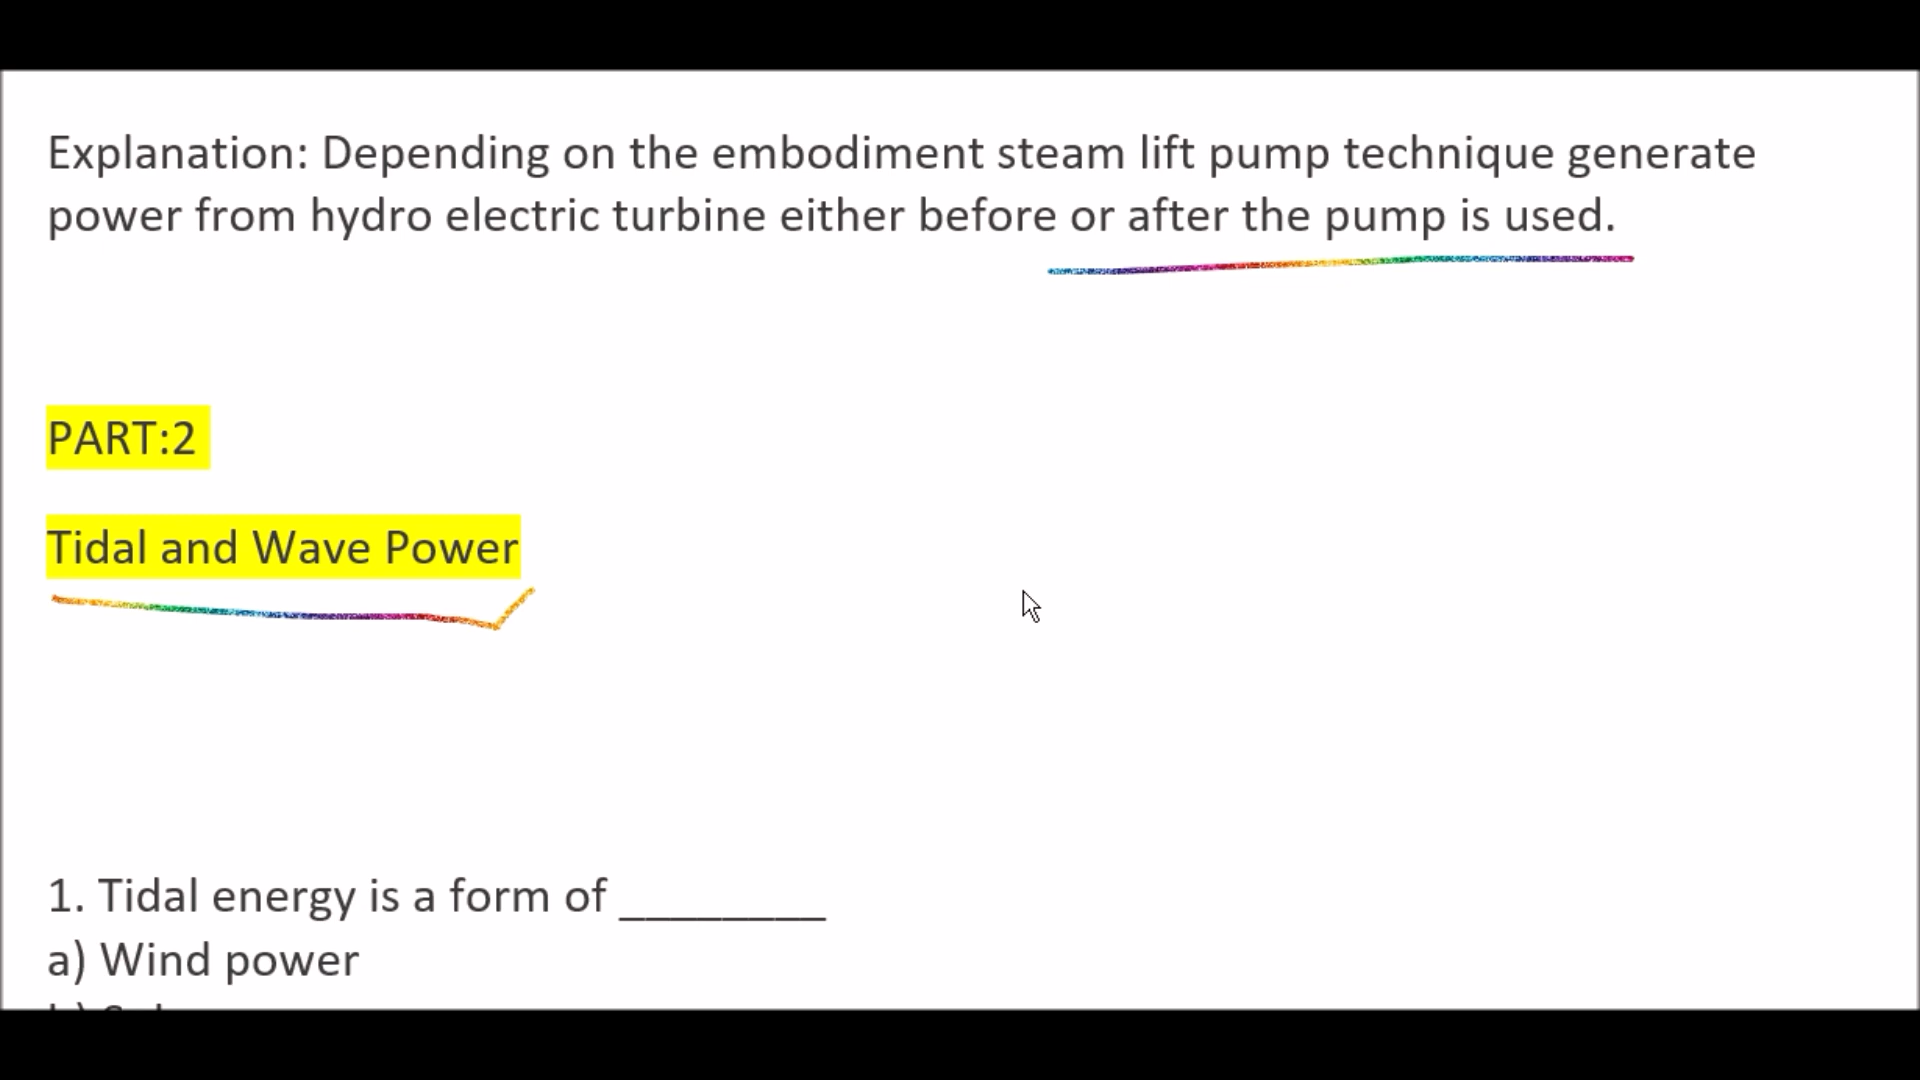 Explanation: Depending on the embodiment steam lift pump technique generate
power from hydro electric turbine either before or after the pump is used.
PART:2
Tidal and Wave Power
1. Tidal energy is a form of ________
a) Wind power